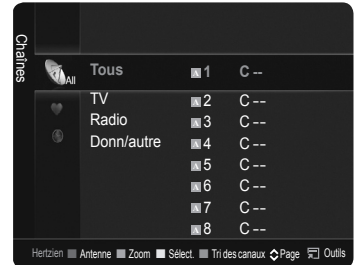 Chaînes
All
Tous A 1 C --
TV A 2 C --
Radio A 3 C --
Donn/autre A 4 C --
A 5 C --
A 6 C --
A 7 C --
A 8 C --
Hertzien Antenne Zoom Sélect. Tri des canaux Page Outils